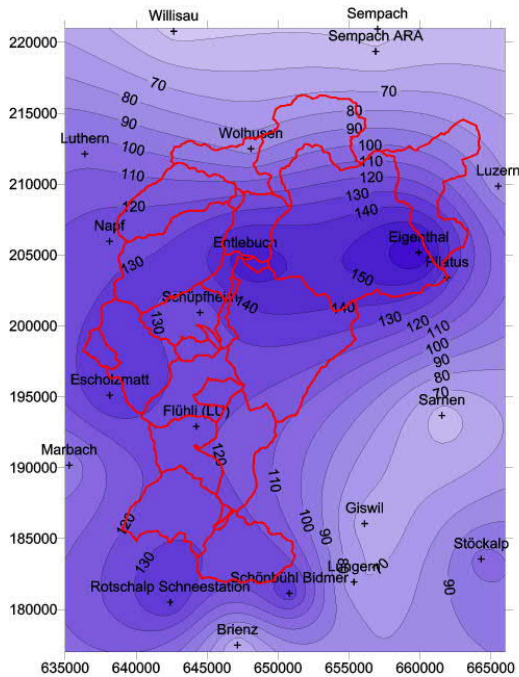 Willisau
Sempach
220000
Sempach ARA
70
70
80
215000
80
90
90
Luthern
100
Wolhusen
100
110
Luzern
210000
110
120
120
130
140
Napf
130
Entlebuch
Eigenthal
205000
150
Pilatus
Schüpfheim
140
140
130
200000
130
120
110
100
90
80
70
195000
Escholzmatt
Sarnen
Flühli (LU)
Marbach
120
190000
110
Giswil
120
100
90
Stöckalp
185000
Lungern
70
130
Schönbühl Bidmer
Rotschalp Schneestation
90
180000
Brienz
635000
640000
645000
650000
655000
660000
665000